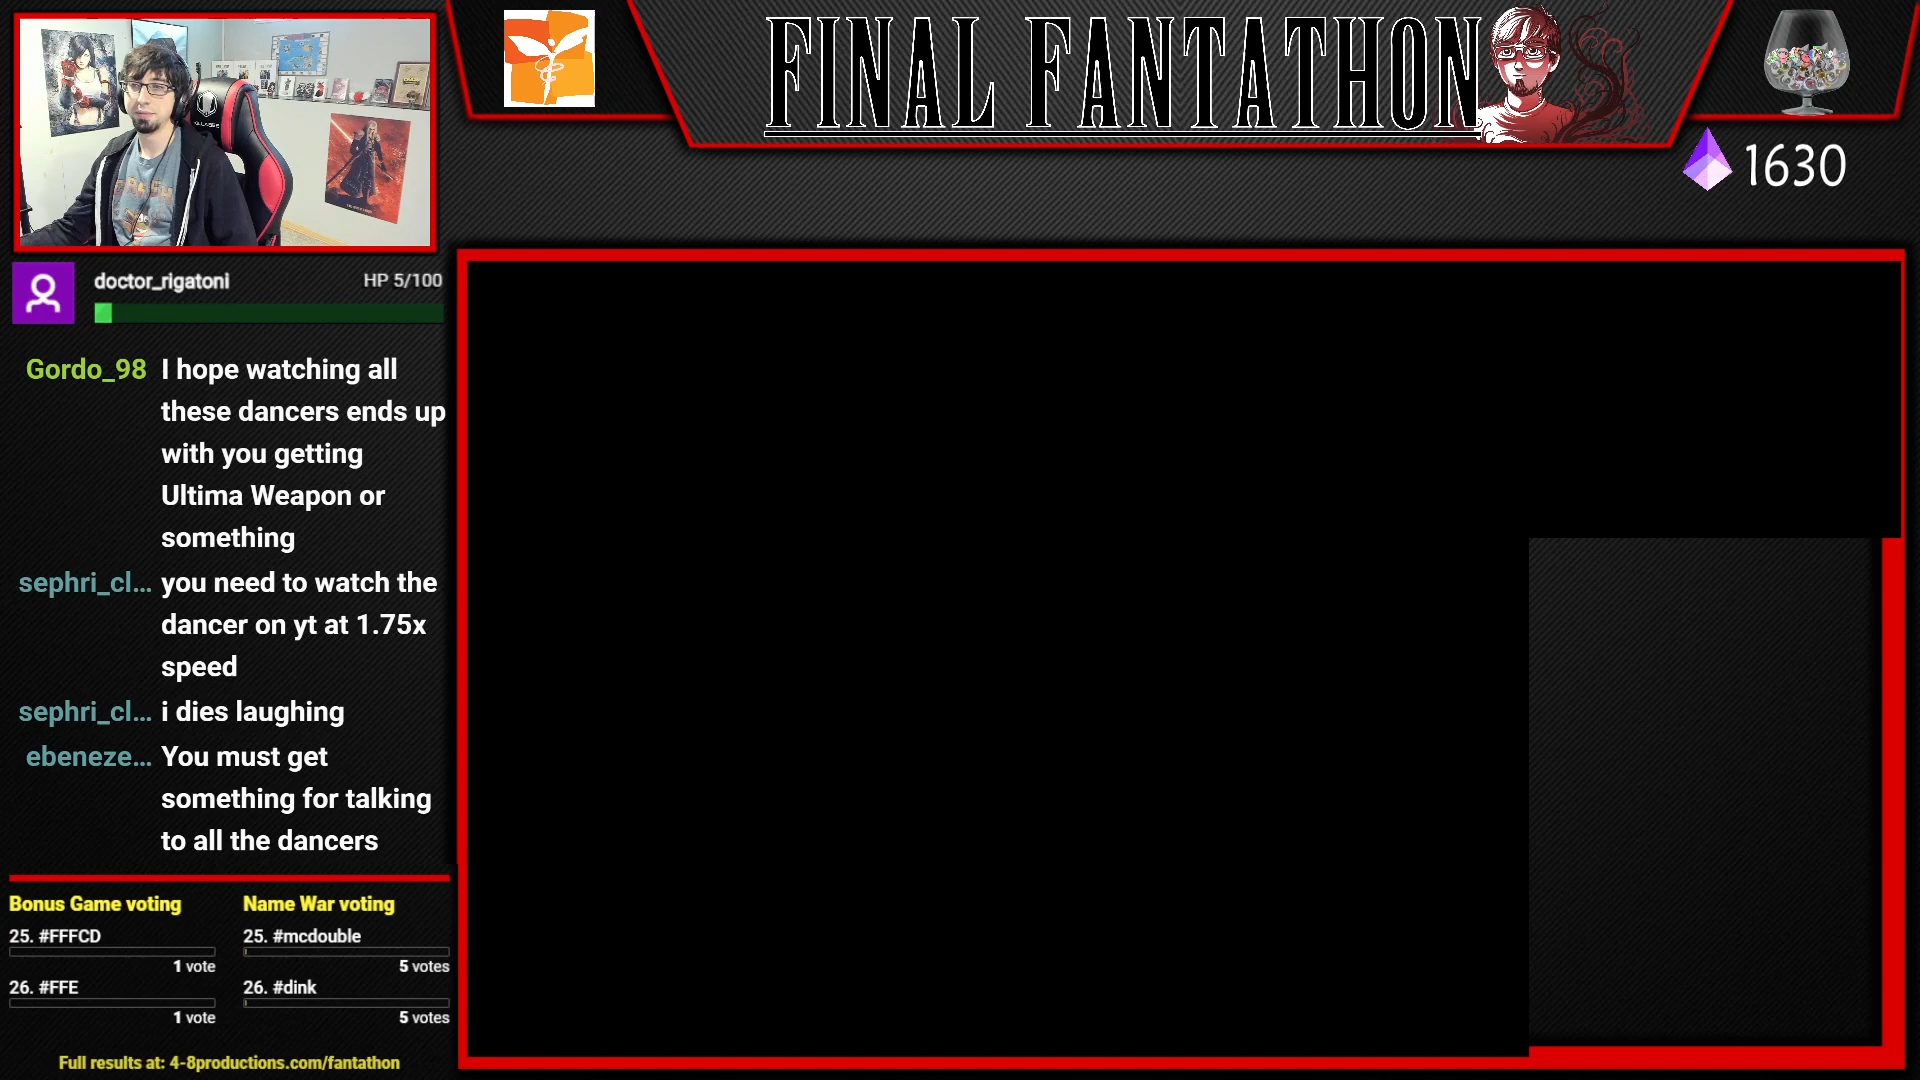 FINAL FANTATHON
1630
doctor_rigatoni HP 5/100
Gordo_98 I hope watching all
these dancers ends up
with you getting
Ultima Weapon or
something
sephri_cl… you need to watch the
dancer on yt at 1.75x
speed
sephri_cl… i dies laughing
ebeneze… You must get
something for talking
to all the dancers
Bonus Game voting
25. #FFFCD
1 vote
26. #FFE
1 vote
Name War voting
25. #mcdouble
5 votes
26. #dink
5 votes
Full results at: 4-8productions.com/fantathon